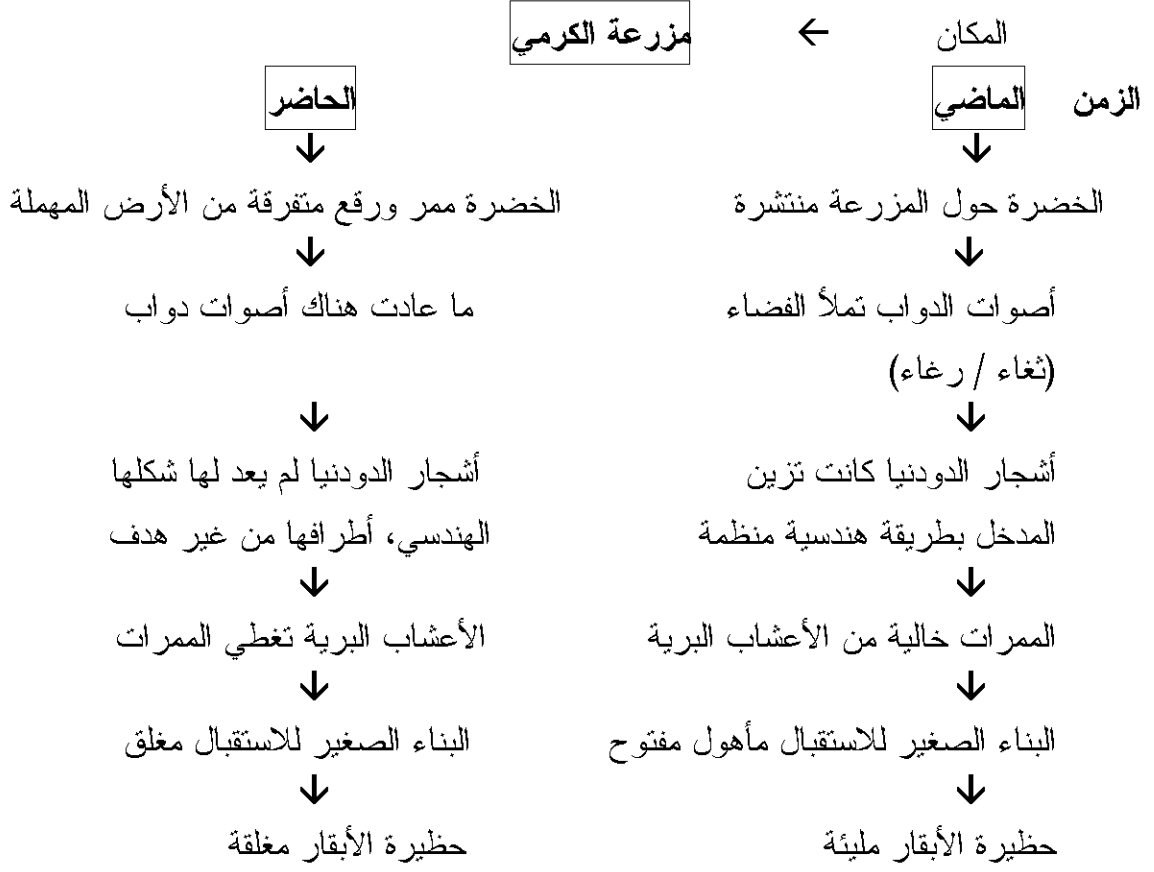 المكان ← مزرعة الكرمي
الزمن الماضي الحاضر
↓ ↓
الخضرة حول المزرعة منتشرة الخضرة ممر ورقع متفرقة من الأرض المهملة
↓ ↓
أصوات الدواب تملأ الفضاء ما عادت هناك أصوات دواب
(ثغاء / رغاء)
↓ ↓
أشجار الدودنيا كانت تزين أشجار الدودنيا لم يعد لها شكلها
المدخل بطريقة هندسية منظمة الهندسي، أطرافها من غير هدف
↓ ↓
الممرات خالية من الأعشاب البرية الأعشاب البرية تغطي الممرات
↓ ↓
البناء الصغير للاستقبال مأهول مفتوح البناء الصغير للاستقبال مغلق
↓ ↓
حظيرة الأبقار مليئة حظيرة الأبقار مغلقة